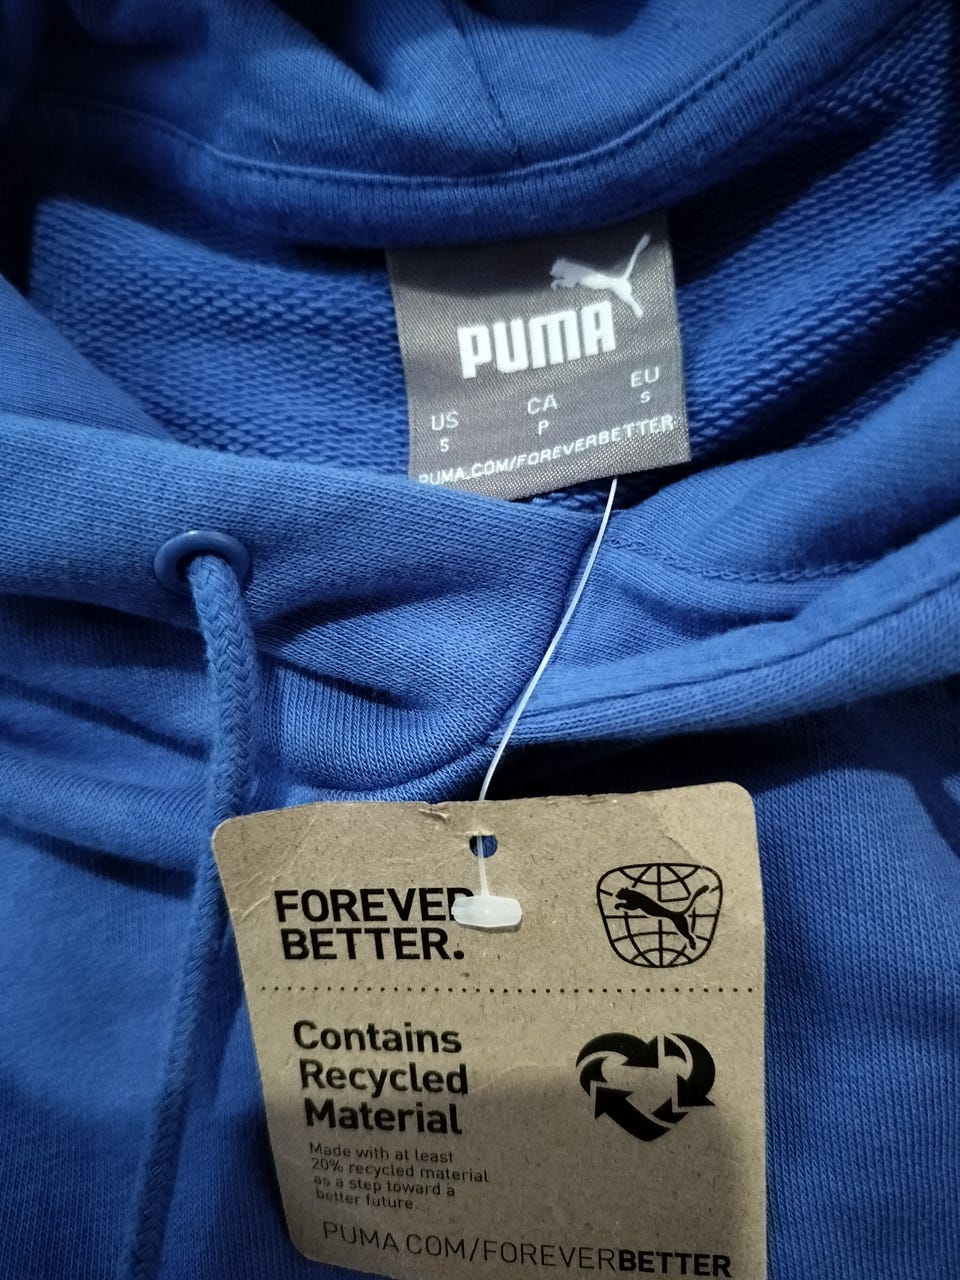 PUMA
US CA EU
S P S
PUMA.COM/FOREVERBETTER
FOREVER
BETTER.
Contains
Recycled
Material
Made with at least
20% recycled material
as a step toward a
better future.
PUMA.COM/FOREVERBETTER